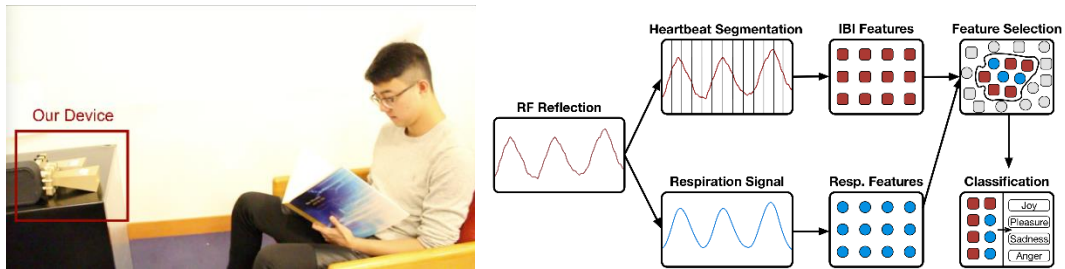 Our Device
RF Reflection
Heartbeat Segmentation
IBI Features
Feature Selection
Respiration Signal
Resp. Features
Classification
Joy
Pleasure
Sadness
Anger